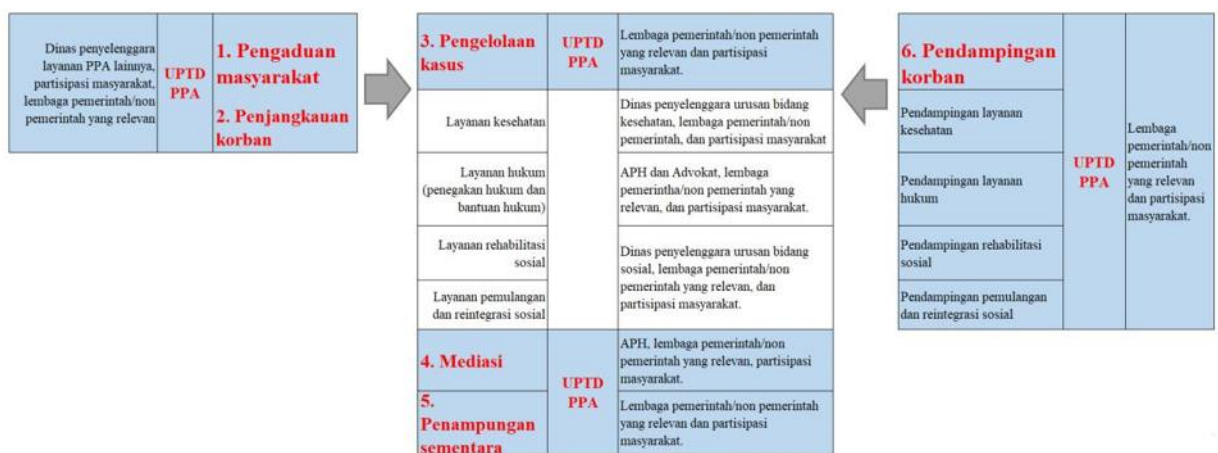 Dinas penyelenggara
layanan PPA lainnya,
partisipasi masyarakat,
lembaga pemerintah/non
pemerintah yang relevan
UPTD
PPA
1. Pengaduan
masyarakat
2. Penjangkauan
korban
3. Pengelolaan
kasus
UPTD
PPA
Lembaga pemerintah/non pemerintah
yang relevan dan partisipasi
masyarakat.
Layanan kesehatan
Dinas penyelenggara urusan bidang
kesehatan, lembaga pemerintah/non
pemerintah, dan partisipasi masyarakat
Layanan hukum
(penegakan hukum dan
bantuan hukum)
APH dan Advokat, lembaga
pemerintha/non pemerintah yang
relevan, dan partisipasi masyarakat.
Layanan rehabilitasi
sosial
Layanan pemulangan
dan reintegrasi sosial
Dinas penyelenggara urusan bidang
sosial, lembaga pemerintah/non
pemerintah yang relevan, dan
partisipasi masyarakat.
4. Mediasi
UPTD
PPA
APH, lembaga pemerintah/non
pemerintah yang relevan, partisipasi
masyarakat.
5.
Penampungan
sementara
Lembaga pemerintah/non pemerintah
yang relevan dan partisipasi
masyarakat.
6. Pendampingan
korban
Pendampingan layanan
kesehatan
Pendampingan layanan
hukum
Pendampingan rehabilitasi
sosial
Pendampingan pemulangan
dan reintegrasi sosial
UPTD
PPA
Lembaga
pemerintah/non
pemerintah
yang relevan
dan partisipasi
masyarakat.